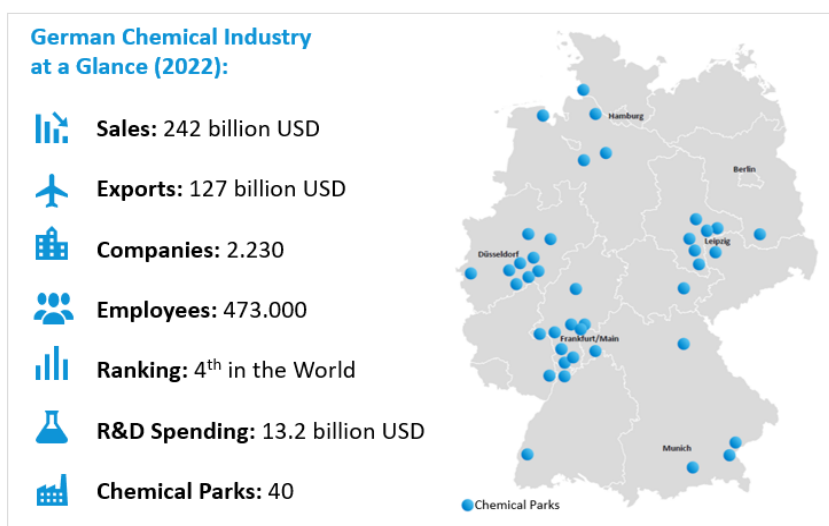 German Chemical Industry
at a Glance (2022):
Sales: 242 billion USD
Exports: 127 billion USD
Companies: 2.230
Employees: 473.000
Ranking: 4th in the World
R&D Spending: 13.2 billion USD
Chemical Parks: 40
Hamburg
Berlin
Düsseldorf
Leipzig
Frankfurt/Main
Munich
Chemical Parks